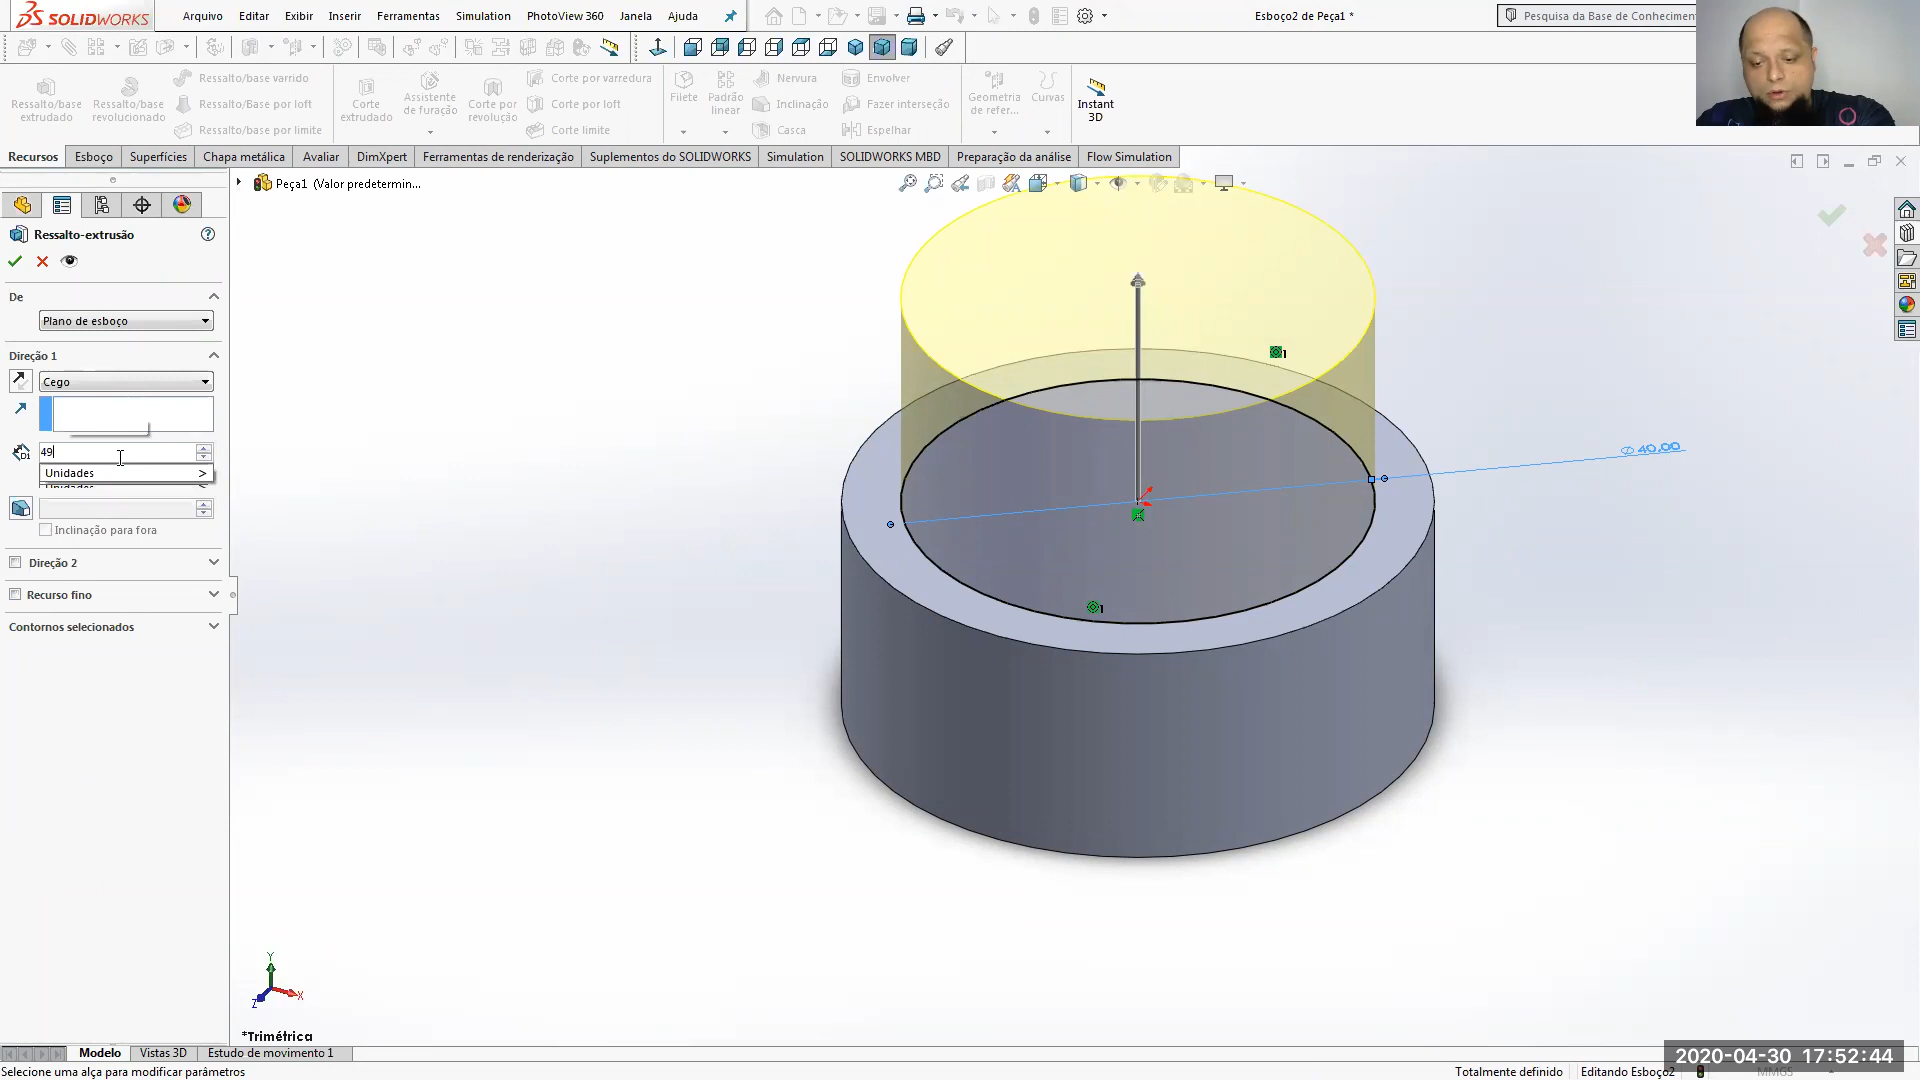 SOLIDWORKS
Arquivo Editar Exibir Inserir Ferramentas Simulation PhotoView 360 Janela Ajuda
Esboço2 de Peça1 *
Pesquisa da Base de Conhecimen
Ressalto/base extrudado
Ressalto/base revolucionado
Ressalto/base varrido
Ressalto/Base por loft
Ressalto/base por limite
Corte extrudado
Assistente de furação
Corte por revolução
Corte por varredura
Corte por loft
Corte limite
Filete
Padrão linear
Nervura
Inclinação
Casca
Envolver
Fazer interseção
Espelhar
Geometria de refer...
Curvas
Instant 3D
Recursos Esboço Superfícies Chapa metálica Avaliar DimXpert Ferramentas de renderização Suplementos do SOLIDWORKS Simulation SOLIDWORKS MBD Preparação da análise Flow Simulation
Peça1 (Valor predetermin...
Ressalto-extrusão
De
Plano de esboço
Direção 1
Cego
49
Unidades >
Inclinação para fora
Direção 2
Recurso fino
Contornos selecionados
1
Ø 40,00
1
Y
X
Z
*Trimétrica
Modelo Vistas 3D Estudo de movimento 1
2020-04-30 17:52:44
Selecione uma alça para modificar parâmetros
Totalmente definido Editando Esboço2 MMGS